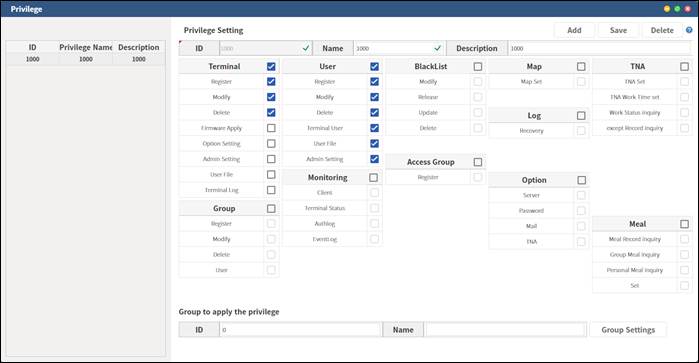 Privilege
Privilege Setting
Add Save Delete
ID Privilege Name Description
1000 1000 1000
ID 1000 Name 1000 Description 1000
Terminal
Register
Modify
Delete
Firmware Apply
Option Setting
Admin Setting
User File
Terminal Log
Group
Register
Modify
Delete
User
User
Register
Modify
Delete
Terminal User
User File
Admin Setting
Monitoring
Client
Terminal Status
Authlog
EventLog
BlackList
Modify
Release
Update
Delete
Access Group
Register
Map
Map Set
Log
Recovery
Option
Server
Password
Mail
TNA
TNA
TNA Set
TNA Work Time set
Work Status inquiry
except Record inquiry
Meal
Meal Record inquiry
Group Meal inquiry
Personal Meal inquiry
Set
Group to apply the privilege
ID 0 Name Group Settings